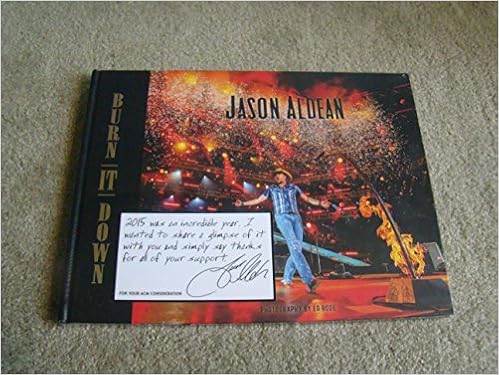 BURN IT DOWN
JASON ALDEAN
2015 was an incredible year. I
wanted to share a glimpse of it
with you and simply say thanks
for all of your support.
FOR YOUR ACM CONSIDERATION
PHOTOGRAPHY BY ED RODE